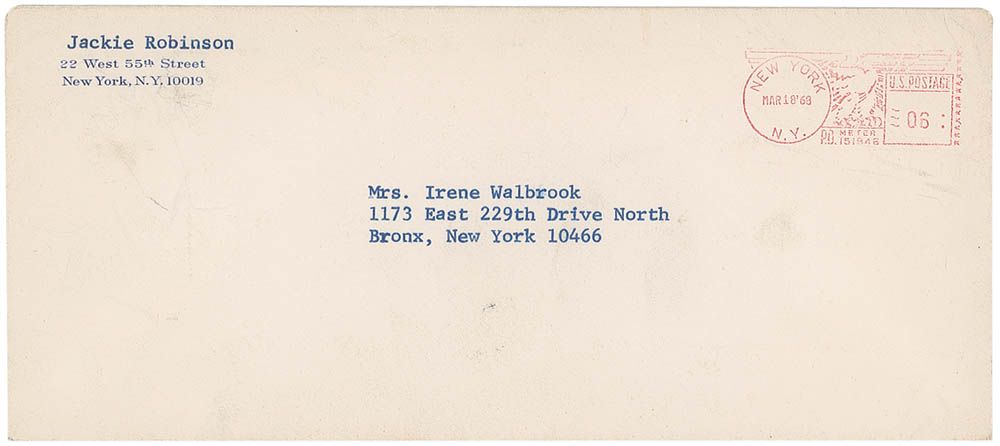 Jackie Robinson
22 West 55th Street
New York, N.Y. 10019
NEW YORK
MAR 18 '68
N.Y.
U.S. POSTAGE
06
METER
P.O. 151946
Mrs. Irene Walbrook
1173 East 229th Drive North
Bronx, New York 10466